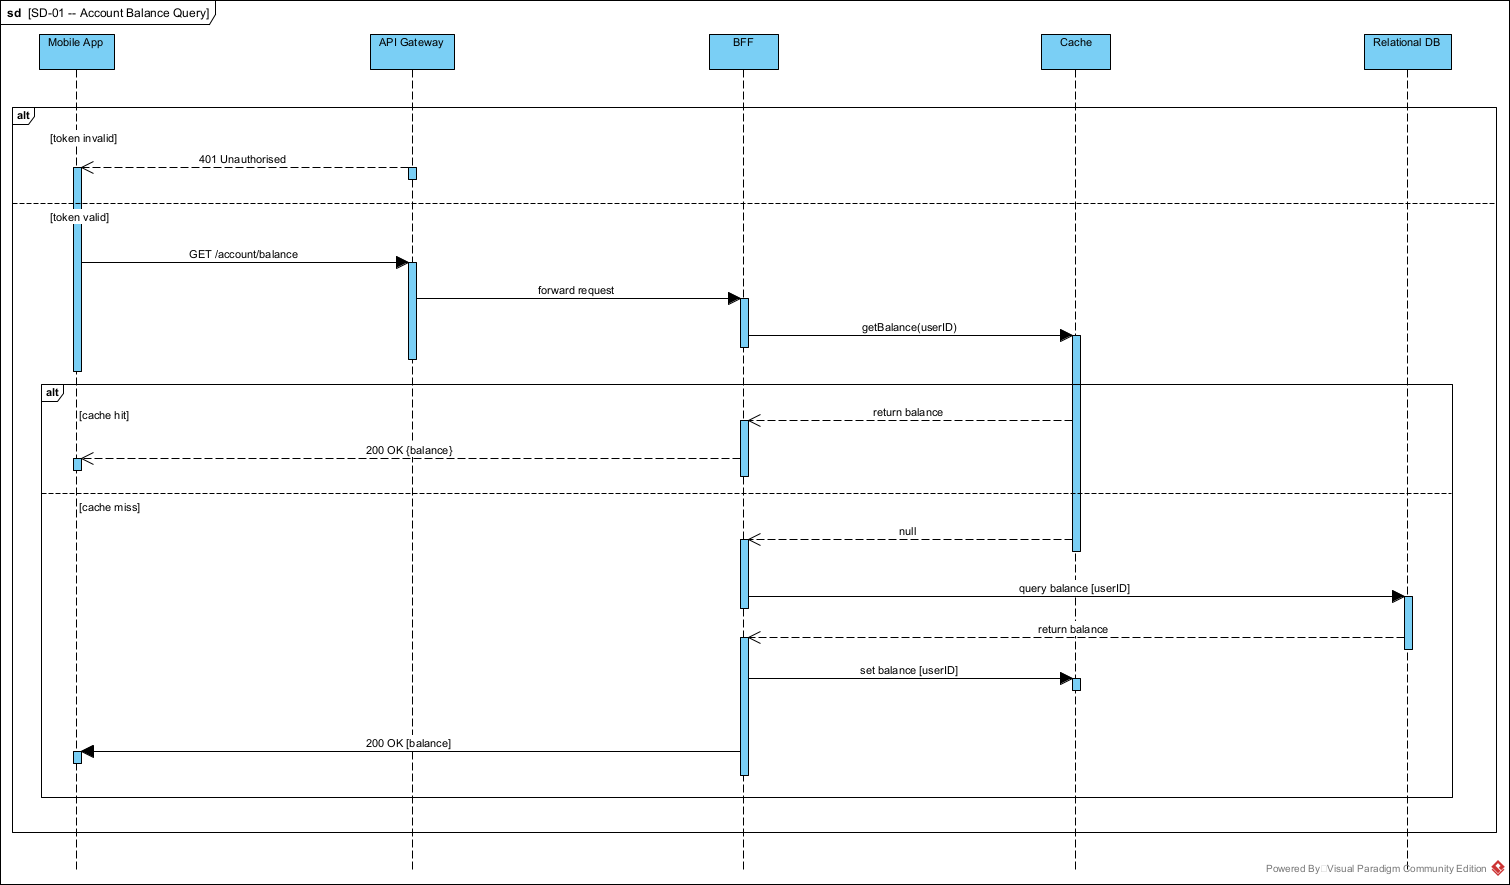 sd [SD-01 -- Account Balance Query]
Mobile App
API Gateway
BFF
Cache
Relational DB
alt
[token invalid]
401 Unauthorised
[token valid]
GET /account/balance
forward request
getBalance(userID)
alt
[cache hit]
return balance
200 OK {balance}
[cache miss]
null
query balance [userID]
return balance
set balance [userID]
200 OK [balance]
Powered By Visual Paradigm Community Edition